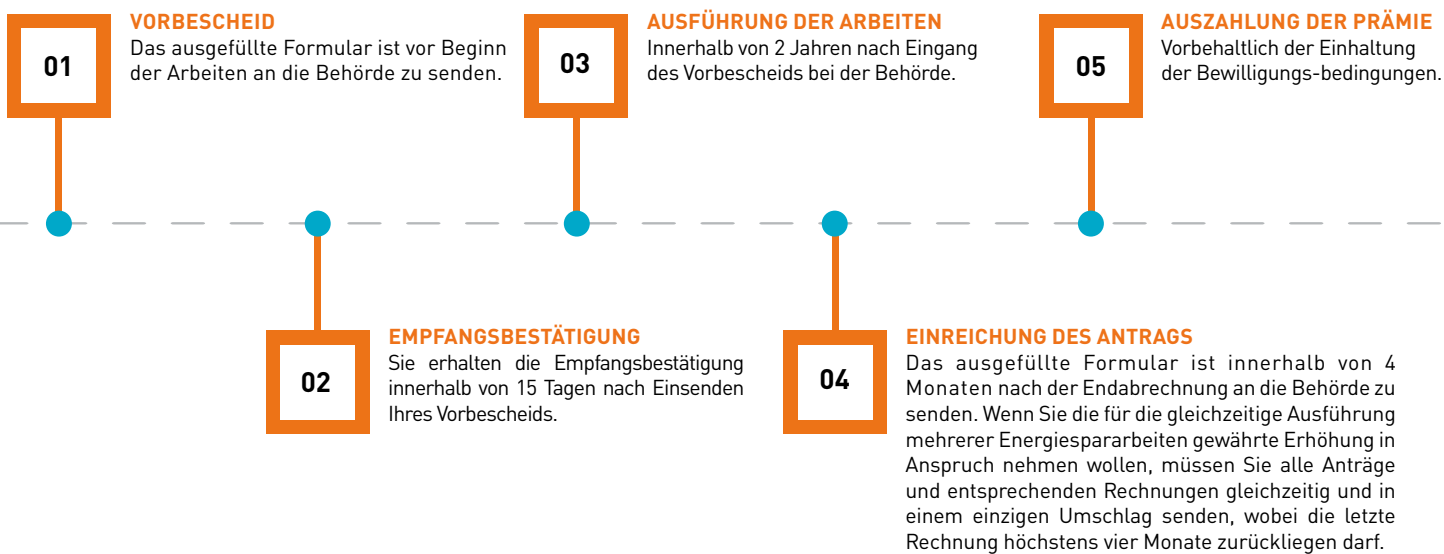 01
VORBESCHEID
Das ausgefüllte Formular ist vor Beginn
der Arbeiten an die Behörde zu senden.
02
EMPFANGSBESTÄTIGUNG
Sie erhalten die Empfangsbestätigung
innerhalb von 15 Tagen nach Einsenden
Ihres Vorbescheids.
03
AUSFÜHRUNG DER ARBEITEN
Innerhalb von 2 Jahren nach Eingang
des Vorbescheids bei der Behörde.
04
EINREICHUNG DES ANTRAGS
Das ausgefüllte Formular ist innerhalb von 4
Monaten nach der Endabrechnung an die Behörde zu
senden. Wenn Sie die für die gleichzeitige Ausführung
mehrerer Energiespararbeiten gewährte Erhöhung in
Anspruch nehmen wollen, müssen Sie alle Anträge
und entsprechenden Rechnungen gleichzeitig und in
einem einzigen Umschlag senden, wobei die letzte
Rechnung höchstens vier Monate zurückliegen darf.
05
AUSZAHLUNG DER PRÄMIE
Vorbehaltlich der Einhaltung
der Bewilligungs-bedingungen.